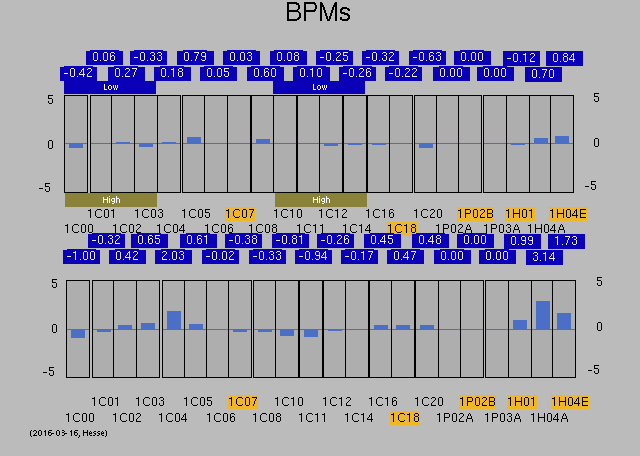 BPMs
0.06 -0.33 0.79 0.03 0.08 -0.25 -0.32 -0.63 0.00 -0.12 0.84
-0.42 0.27 0.18 0.05 0.60 0.10 -0.26 -0.22 0.00 0.00 0.70
Low Low
5 5
0 0
-5 -5
High High
1C01 1C03 1C05 1C07 1C10 1C12 1C16 1C20 1P02B 1H01 1H04E
1C00 1C02 1C04 1C06 1C08 1C11 1C14 1C18 1P02A 1P03A 1H04A
-0.32 0.65 0.61 -0.38 -0.81 -0.26 0.45 0.48 0.00 0.99 1.73
-1.00 0.42 2.03 -0.02 -0.33 -0.94 -0.17 0.47 0.00 0.00 3.14
5 5
0 0
-5 -5
1C01 1C03 1C05 1C07 1C10 1C12 1C16 1C20 1P02B 1H01 1H04E
1C00 1C02 1C04 1C06 1C08 1C11 1C14 1C18 1P02A 1P03A 1H04A
(2016-03-16, Hesse)